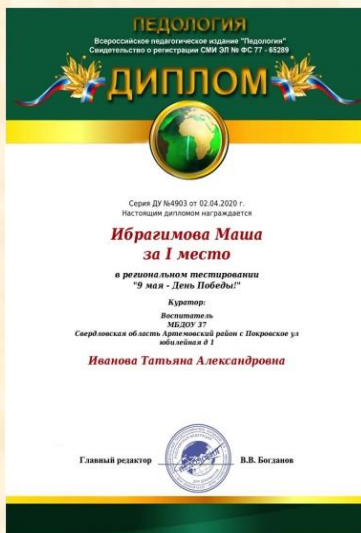 ПЕДОЛОГИЯ
Всероссийское педагогическое издание "Педология"
Свидетельство о регистрации СМИ ЭЛ № ФС 77 - 65289
ДИПЛОМ
Серия ДУ №4903 от 02.04.2020 г.
Настоящим дипломом награждается
Ибрагимова Маша
за I место
в региональном тестировании
"9 мая - День Победы!"
Куратор:
Воспитатель
МБДОУ 37
Свердловская область Артемовский район с Покровское ул
юбилейная д 1
Иванова Татьяна Александровна
Главный редактор
В.В. Богданов